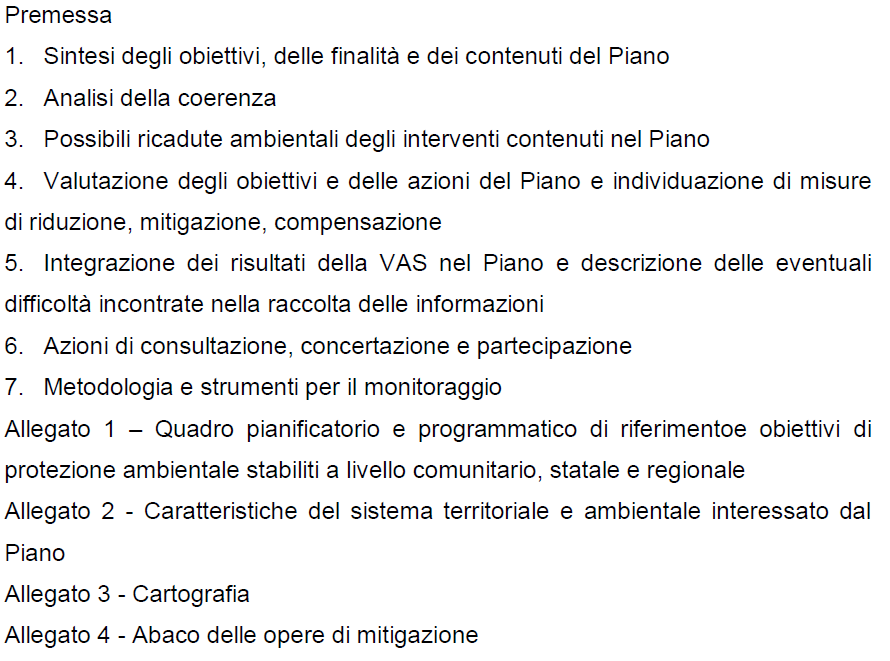 Premessa
1. Sintesi degli obiettivi, delle finalità e dei contenuti del Piano
2. Analisi della coerenza
3. Possibili ricadute ambientali degli interventi contenuti nel Piano
4. Valutazione degli obiettivi e delle azioni del Piano e individuazione di misure
di riduzione, mitigazione, compensazione
5. Integrazione dei risultati della VAS nel Piano e descrizione delle eventuali
difficoltà incontrate nella raccolta delle informazioni
6. Azioni di consultazione, concertazione e partecipazione
7. Metodologia e strumenti per il monitoraggio
Allegato 1 – Quadro pianificatorio e programmatico di riferimentoe obiettivi di
protezione ambientale stabiliti a livello comunitario, statale e regionale
Allegato 2 - Caratteristiche del sistema territoriale e ambientale interessato dal
Piano
Allegato 3 - Cartografia
Allegato 4 - Abaco delle opere di mitigazione